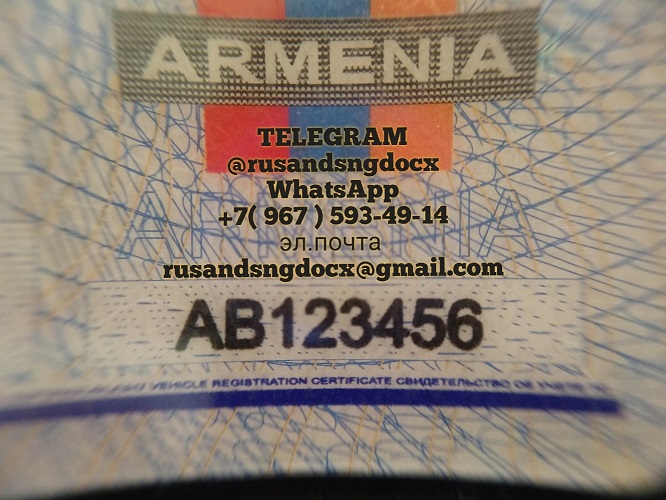 ARMENIA
TELEGRAM
@rusandsngdocx
WhatsApp
+7( 967 ) 593-49-14
ARMENIA
эл.почта
rusandsngdocx@gmail.com
AB123456
VEHICLE REGISTRATION CERTIFICATE СВИДЕТЕЛЬСТВО